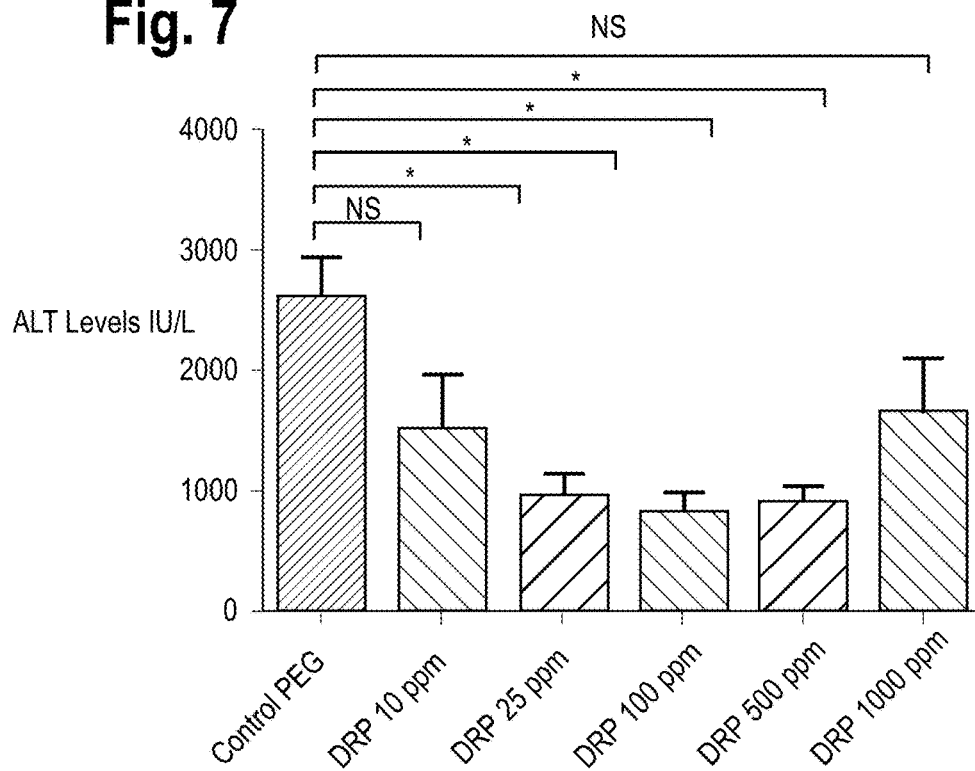 Fig. 7
NS
*
*
*
*
NS
4000
3000
ALT Levels IU/L
2000
1000
0
Control PEG
DRP 10 ppm
DRP 25 ppm
DRP 100 ppm
DRP 500 ppm
DRP 1000 ppm